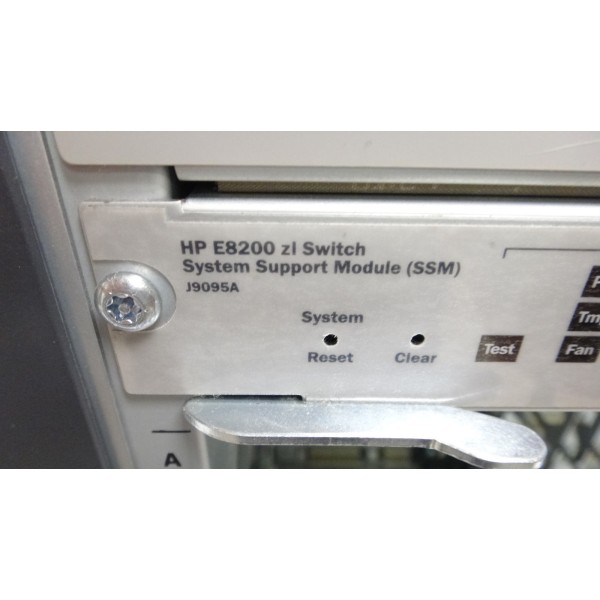 HP E8200 zl Switch
System Support Module (SSM)
J9095A
System
Reset
Clear
Test
Fan
A